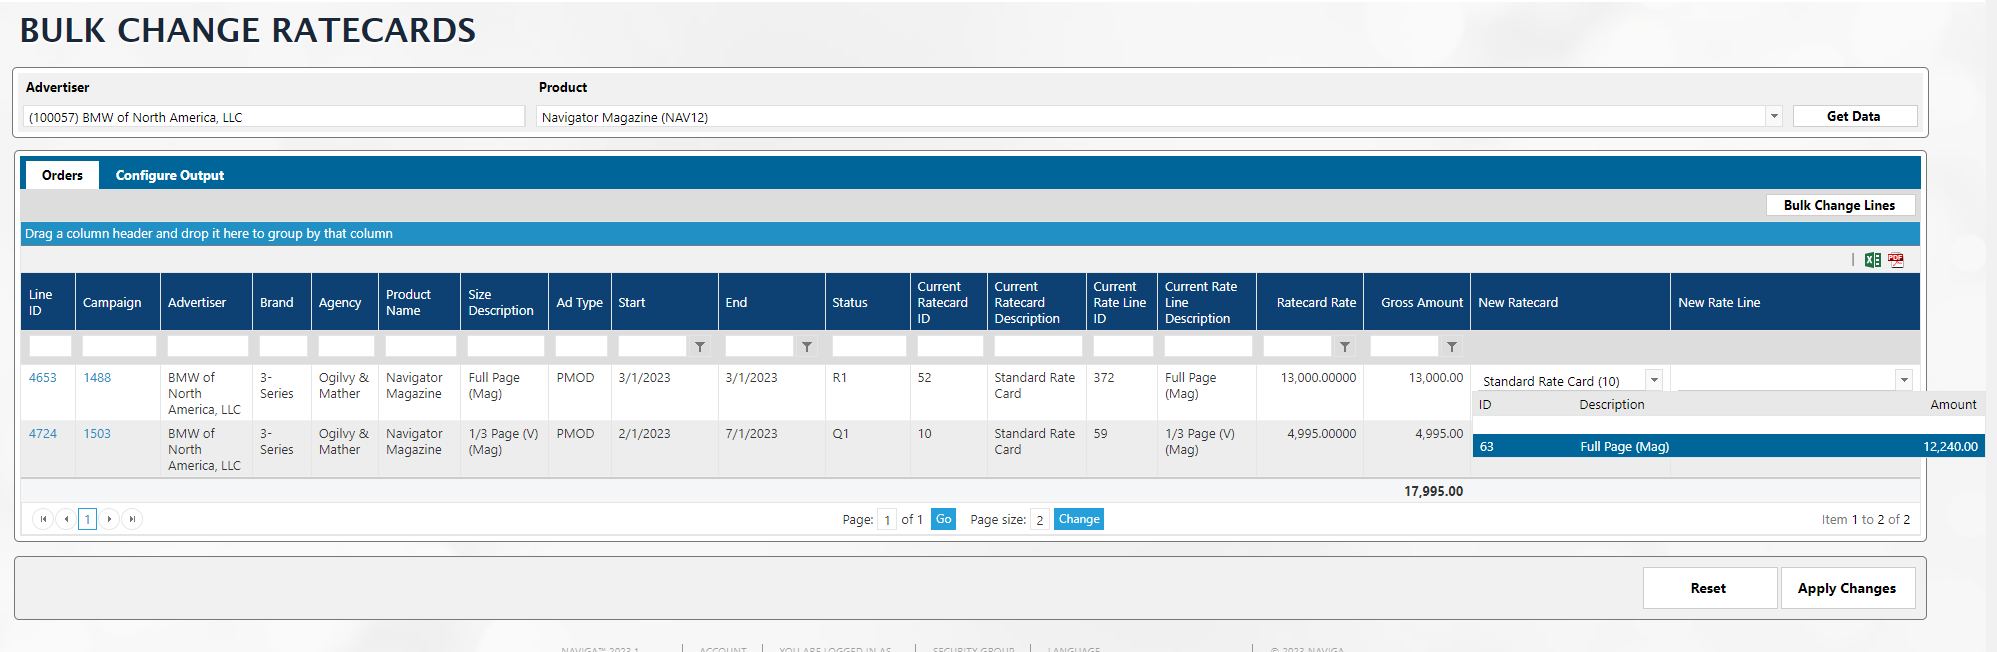 BULK CHANGE RATECARDS
Advertiser Product
(100057) BMW of North America, LLC Navigator Magazine (NAV12) Get Data
Orders Configure Output
Bulk Change Lines
Drag a column header and drop it here to group by that column
Line ID Campaign Advertiser Brand Agency Product Name Size Description Ad Type Start End Status Current Ratecard ID Current Ratecard Description Current Rate Line ID Current Rate Line Description Ratecard Rate Gross Amount New Ratecard New Rate Line
4653 1488 BMW of North America, LLC 3-Series Ogilvy & Mather Navigator Magazine Full Page (Mag) PMOD 3/1/2023 3/1/2023 R1 52 Standard Rate Card 372 Full Page (Mag) 13,000.00000 13,000.00 Standard Rate Card (10)
ID Description Amount
4724 1503 BMW of North America, LLC 3-Series Ogilvy & Mather Navigator Magazine 1/3 Page (V) (Mag) PMOD 2/1/2023 7/1/2023 Q1 10 Standard Rate Card 59 1/3 Page (V) (Mag) 4,995.00000 4,995.00
63 Full Page (Mag) 12,240.00
17,995.00
1 Page: 1 of 1 Go Page size: 2 Change Item 1 to 2 of 2
Reset Apply Changes
NAVIGA™ 2023.1 ACCOUNT YOU ARE LOGGED IN AS SECURITY GROUP LANGUAGE © 2023 NAVIGA